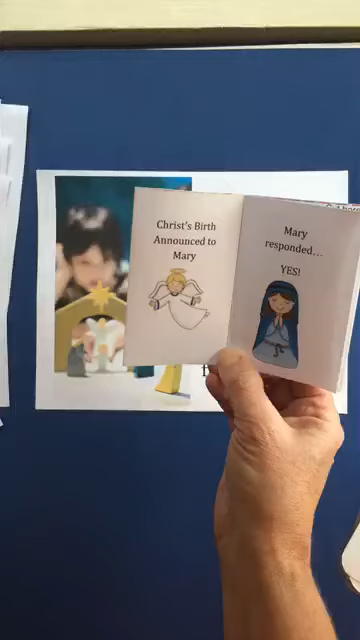 Christ's Birth
Announced to
Mary
Mary
responded...
YES!